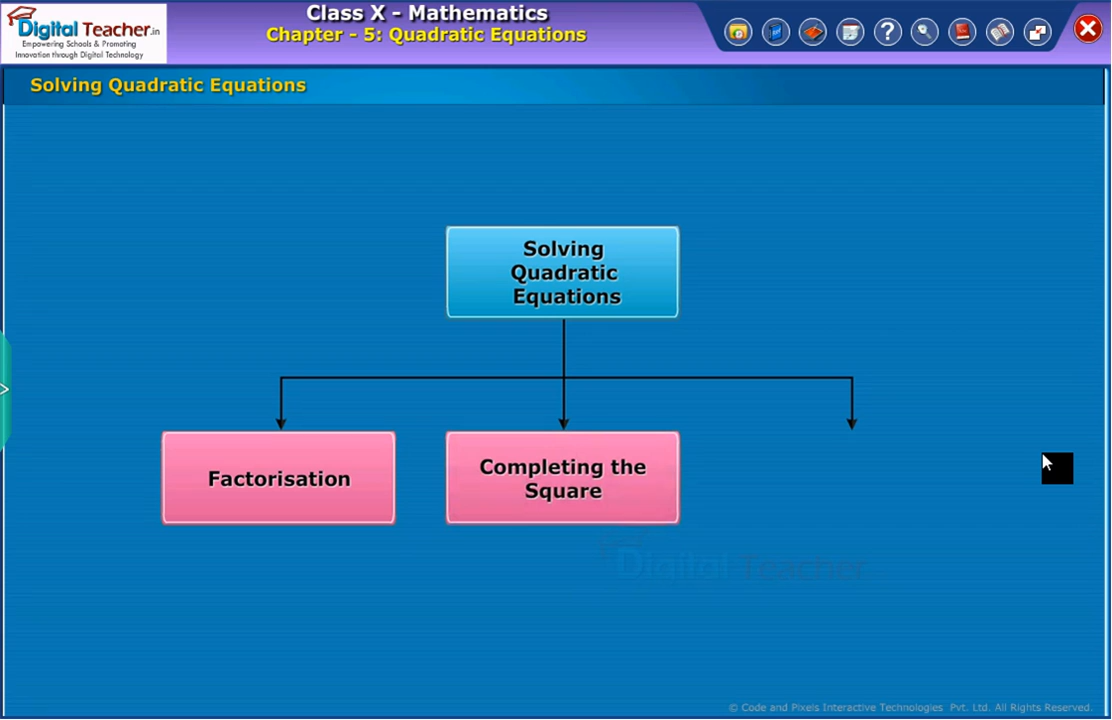 Digital Teacher.in
Empowering Schools & Promoting
Innovation through Digital Technology
Class X - Mathematics
Chapter - 5: Quadratic Equations
?
Solving Quadratic Equations
Solving
Quadratic
Equations
Factorisation
Completing the
Square
>
Digital Teacher
© Code and Pixels Interactive Technologies Pvt. Ltd. All Rights Reserved.